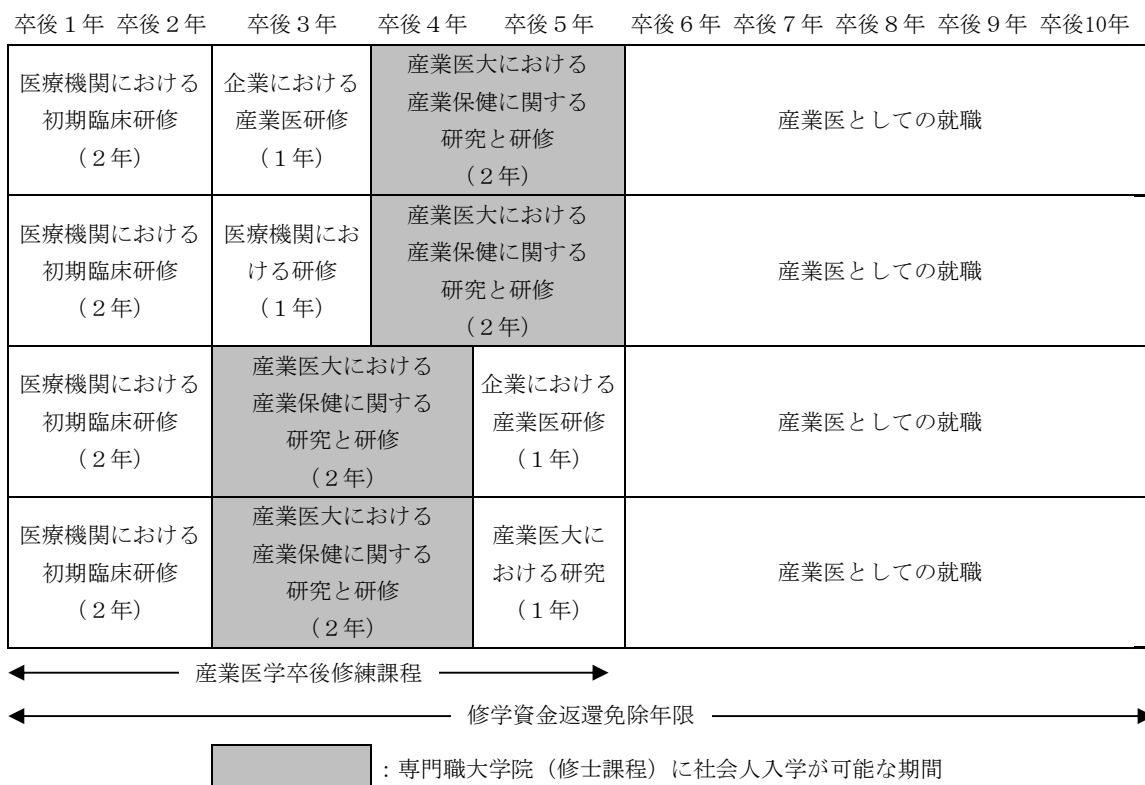 卒後１年 卒後２年 卒後３年 卒後４年 卒後５年 卒後６年 卒後７年 卒後８年 卒後９年 卒後10年
医療機関における
初期臨床研修
（２年）
企業における
産業医研修
（１年）
産業医大における
産業保健に関する
研究と研修
（２年）
産業医としての就職
医療機関における
初期臨床研修
（２年）
医療機関にお
ける研修
（１年）
産業医大における
産業保健に関する
研究と研修
（２年）
産業医としての就職
医療機関における
初期臨床研修
（２年）
産業医大における
産業保健に関する
研究と研修
（２年）
企業における
産業医研修
（１年）
産業医としての就職
医療機関における
初期臨床研修
（２年）
産業医大における
産業保健に関する
研究と研修
（２年）
産業医大に
おける研究
（１年）
産業医としての就職
産業医学卒後修練課程
修学資金返還免除年限
：専門職大学院（修士課程）に社会人入学が可能な期間